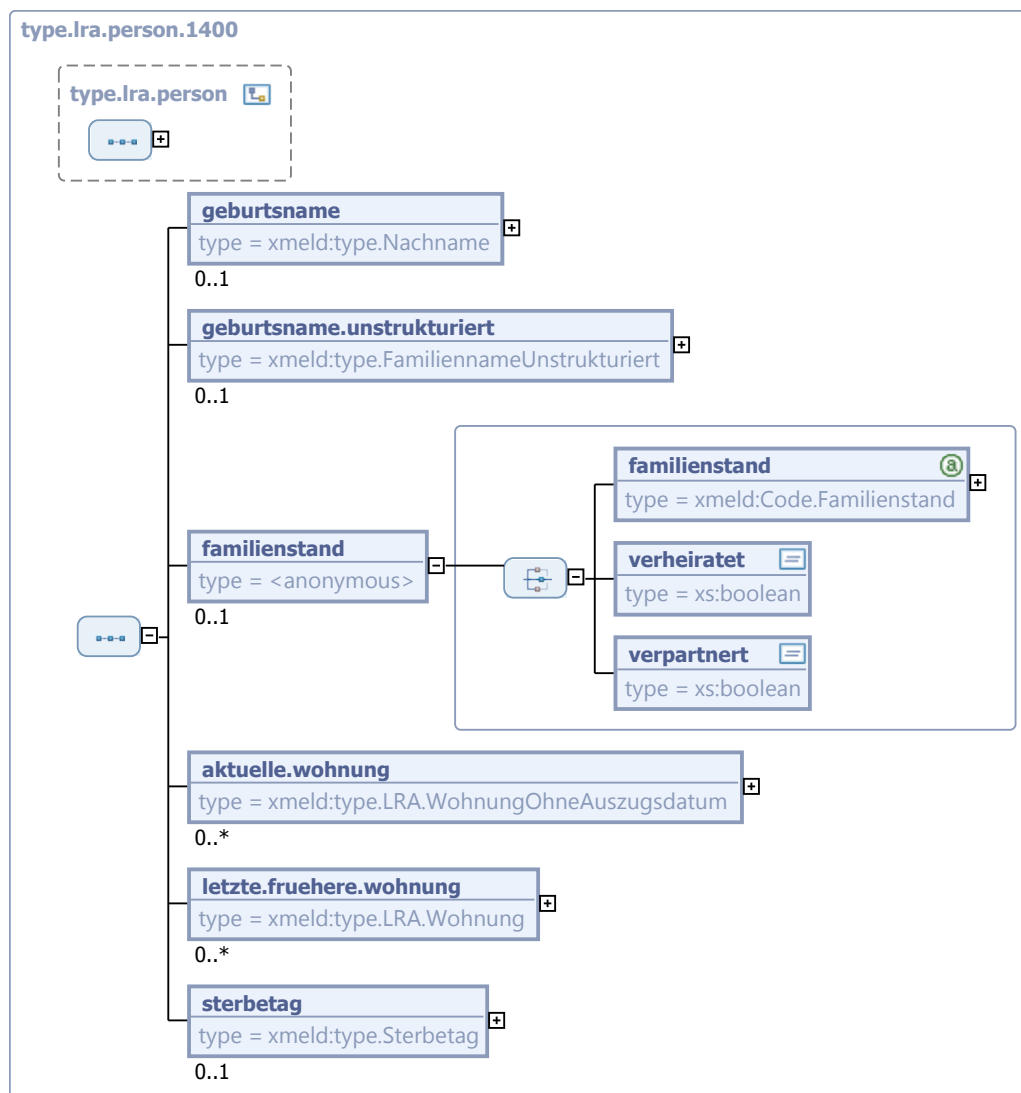 type.lra.person.1400
type.lra.person
geburtsname
type = xmeld:type.Nachname
0..1
geburtsname.unstrukturiert
type = xmeld:type.FamiliennameUnstrukturiert
0..1
familienstand
type = xmeld:Code.Familienstand
familienstand
type = <anonymous>
0..1
verheiratet
type = xs:boolean
verpartnert
type = xs:boolean
aktuelle.wohnung
type = xmeld:type.LRA.WohnungOhneAuszugsdatum
0..*
letzte.fruehere.wohnung
type = xmeld:type.LRA.Wohnung
0..*
sterbetag
type = xmeld:type.Sterbetag
0..1